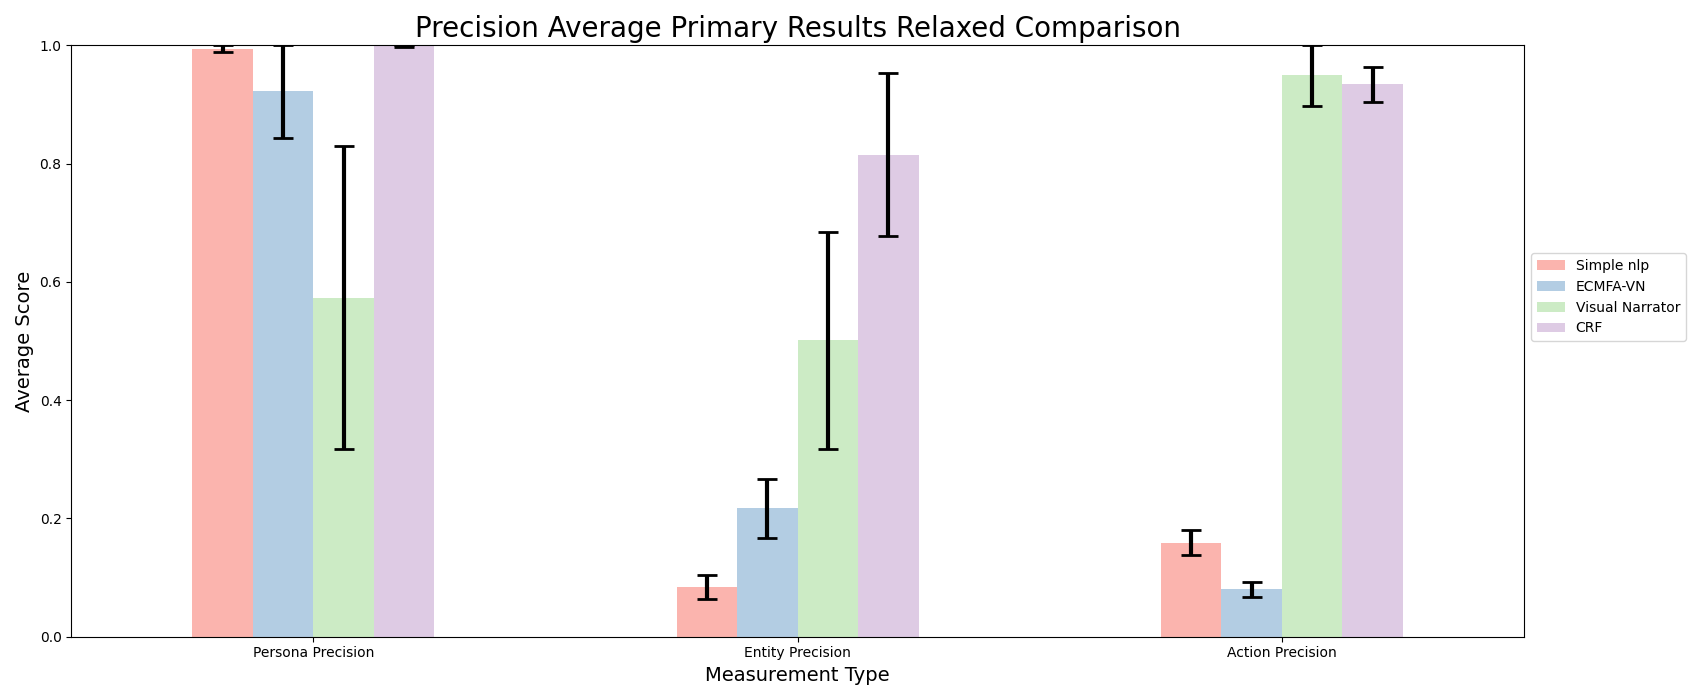 Precision Average Primary Results Relaxed Comparison
1.0
0.8
0.6
0.4
0.2
0.0
Average Score
Persona Precision
Entity Precision
Action Precision
Measurement Type
Simple nlp
ECMFA-VN
Visual Narrator
CRF